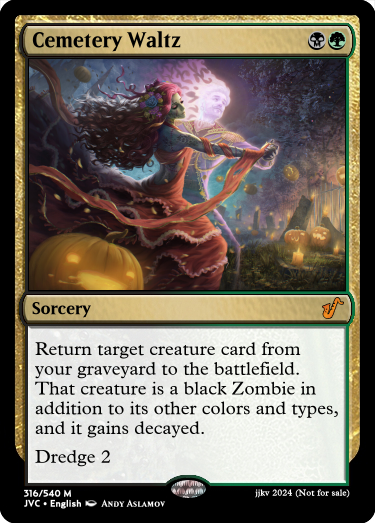 Cemetery Waltz
Sorcery
Return target creature card from
your graveyard to the battlefield.
That creature is a black Zombie in
addition to its other colors and types,
and it gains decayed.
Dredge 2
316/540 M
JVC • English Andy Aslamov
jjkv 2024 (Not for sale)